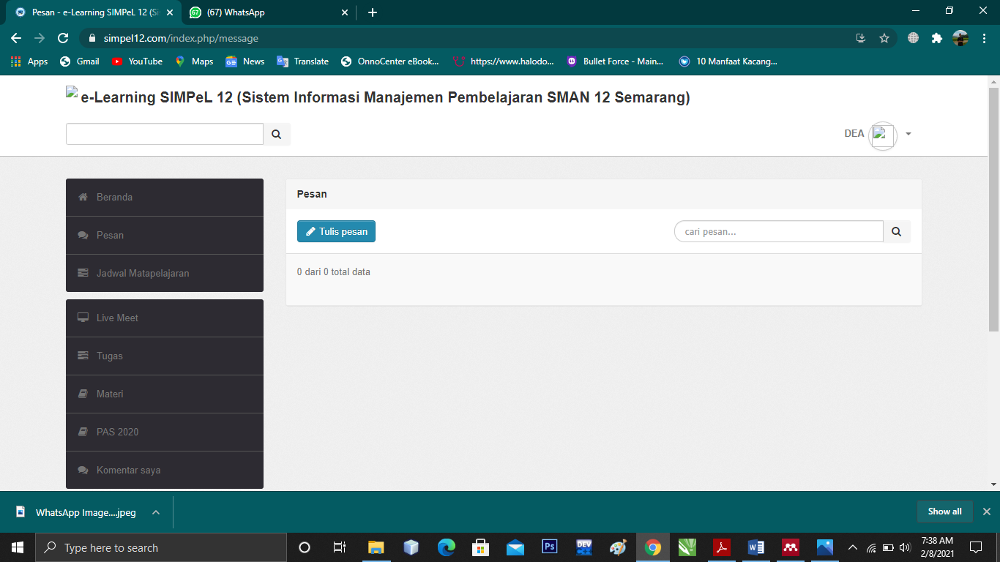 Pesan - e-Learning SIMPeL 12 (Si
(67) WhatsApp
simpel12.com/index.php/message
Apps
Gmail
YouTube
Maps
News
Translate
OnnoCenter eBook...
https://www.halodo...
Bullet Force - Main...
10 Manfaat Kacang...
e-Learning SIMPeL 12 (Sistem Informasi Manajemen Pembelajaran SMAN 12 Semarang)
DEA
Beranda
Pesan
Jadwal Matapelajaran
Live Meet
Tugas
Materi
PAS 2020
Komentar saya
Pesan
Tulis pesan
cari pesan...
0 dari 0 total data
WhatsApp Image....jpeg
Show all
Type here to search
Ps
DEV
7:38 AM
2/8/2021